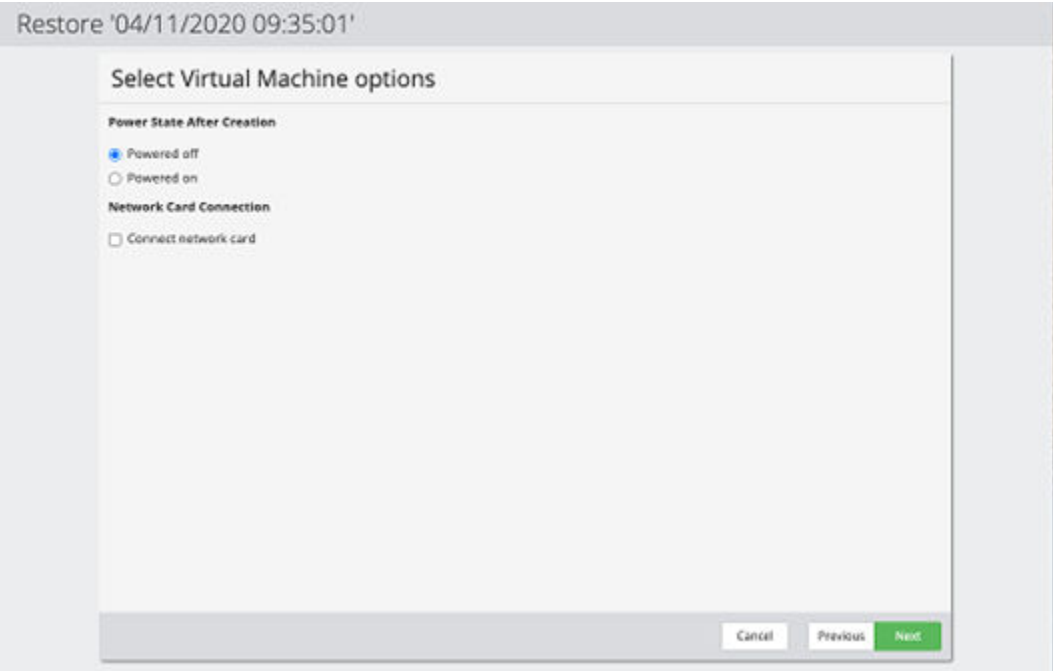 Restore '04/11/2020 09:35:01'
Select Virtual Machine options
Power State After Creation
Powered off
Powered on
Network Card Connection
Connect network card
Cancel Previous Next